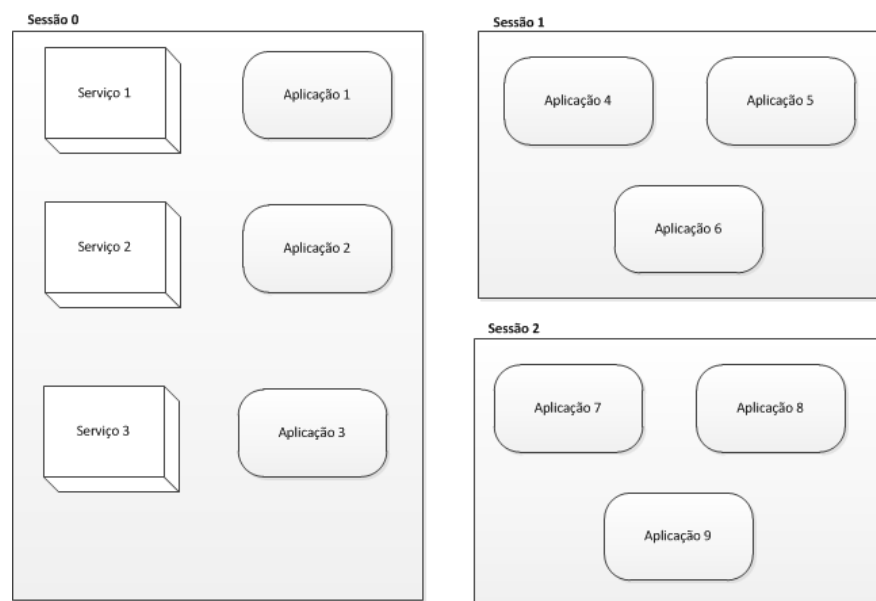 Sessão 0
Serviço 1
Aplicação 1
Serviço 2
Aplicação 2
Serviço 3
Aplicação 3
Sessão 1
Aplicação 4
Aplicação 5
Aplicação 6
Sessão 2
Aplicação 7
Aplicação 8
Aplicação 9